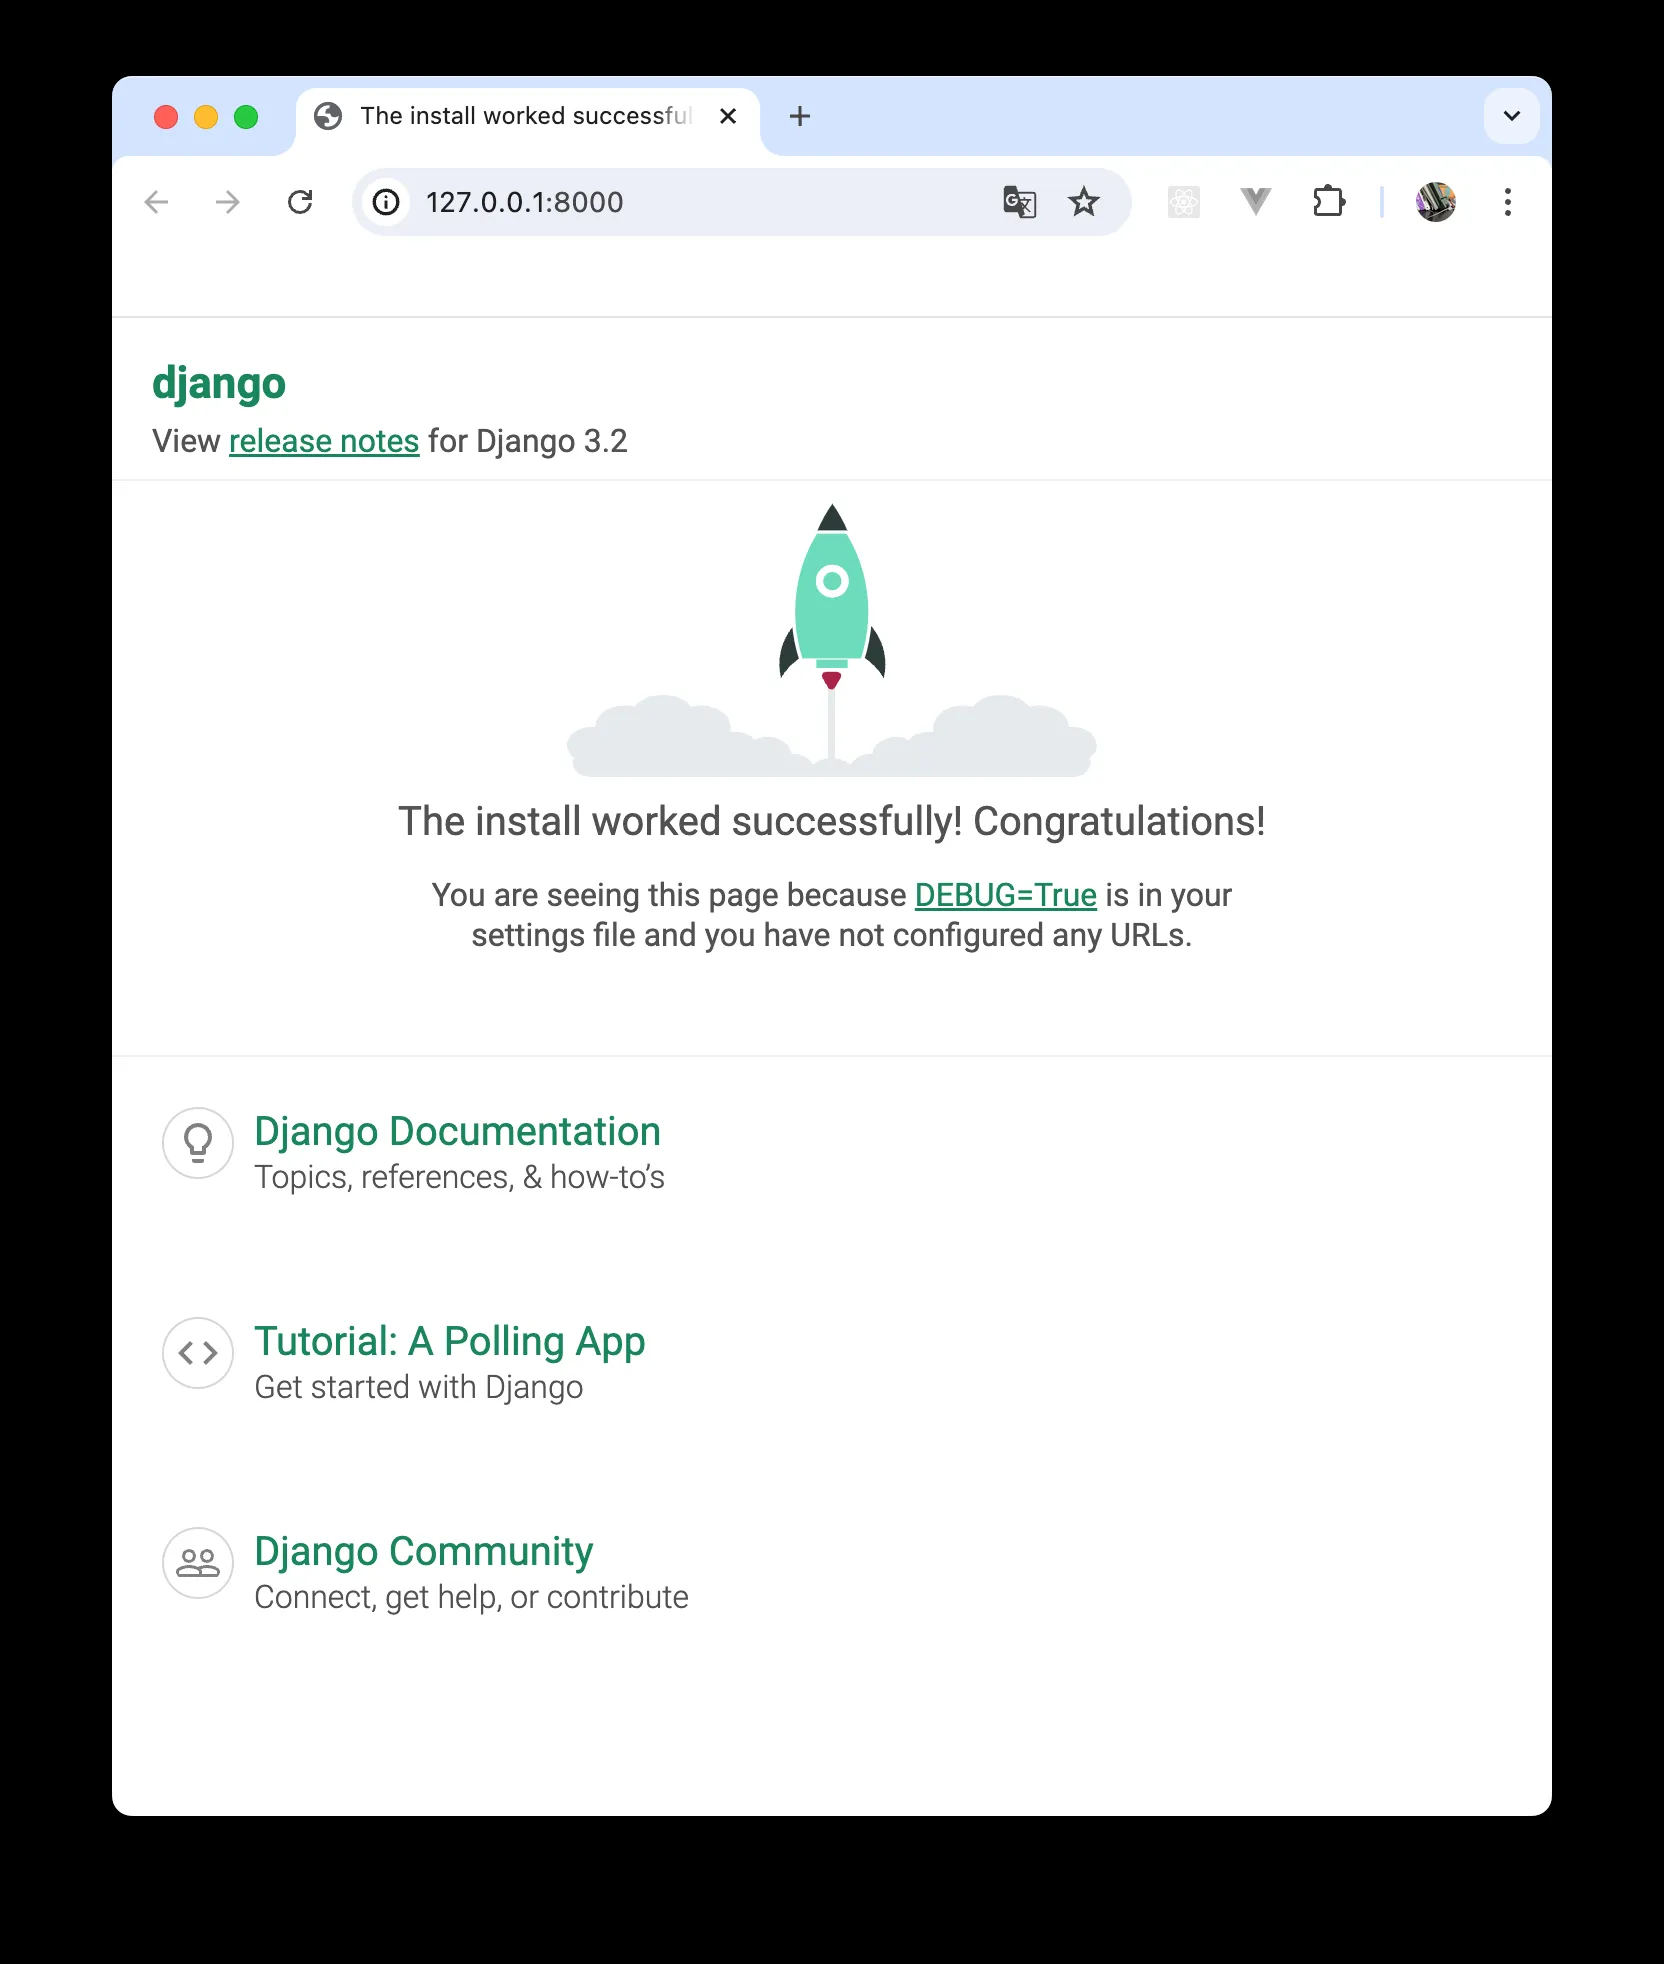 The install worked successful
127.0.0.1:8000
django
View release notes for Django 3.2
The install worked successfully! Congratulations!
You are seeing this page because DEBUG=True is in your
settings file and you have not configured any URLs.
Django Documentation
Topics, references, & how-to’s
Tutorial: A Polling App
Get started with Django
Django Community
Connect, get help, or contribute